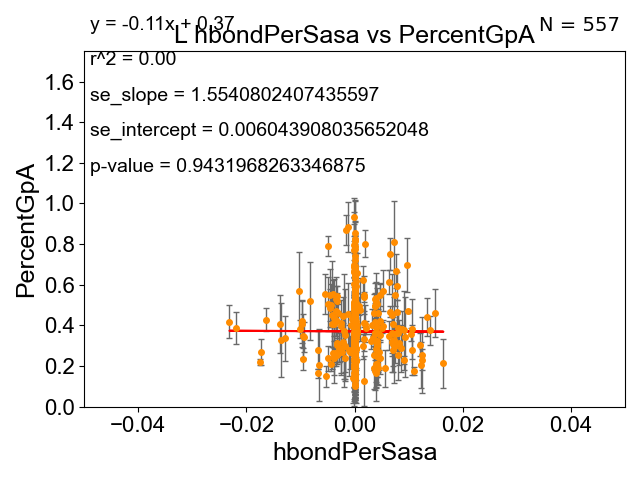 y = -0.11x + 0.37
N = 557
L hbondPerSasa vs PercentGpA
r^2 = 0.00
se_slope = 1.5540802407435597
se_intercept = 0.006043908035652048
p-value = 0.9431968263346875
PercentGpA
1.6
1.4
1.2
1.0
0.8
0.6
0.4
0.2
0.0
−0.04 −0.02 0.00 0.02 0.04
hbondPerSasa